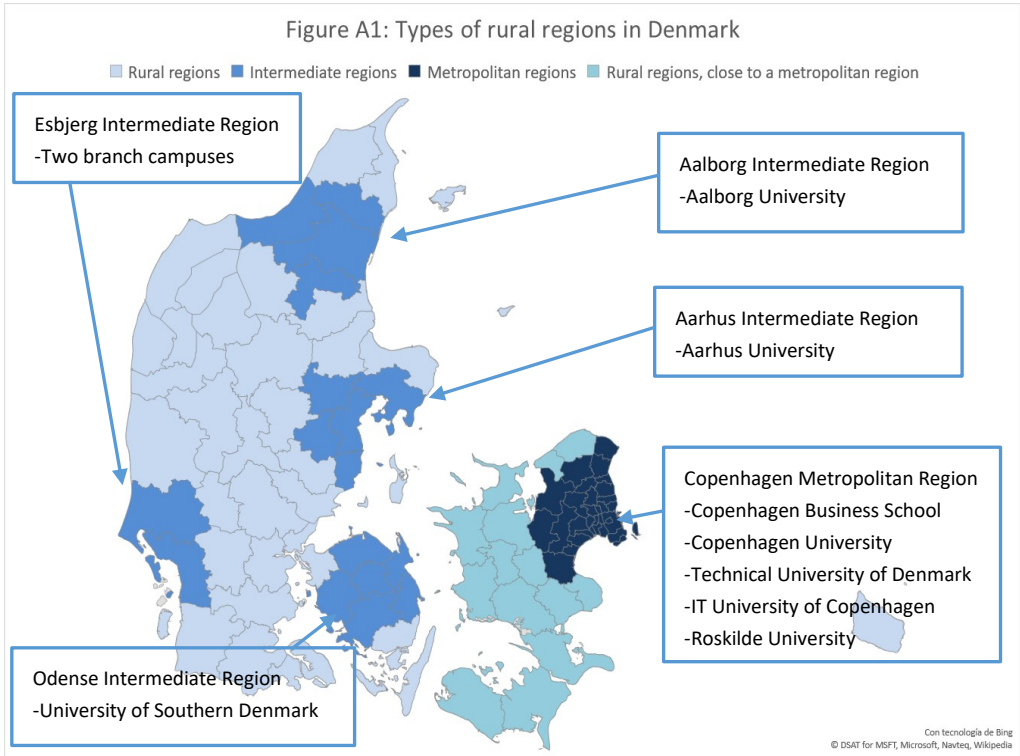 Figure A1: Types of rural regions in Denmark
Rural regions Intermediate regions Metropolitan regions Rural regions, close to a metropolitan region
Esbjerg Intermediate Region
-Two branch campuses
Aalborg Intermediate Region
-Aalborg University
Aarhus Intermediate Region
-Aarhus University
Copenhagen Metropolitan Region
-Copenhagen Business School
-Copenhagen University
-Technical University of Denmark
-IT University of Copenhagen
-Roskilde University
Odense Intermediate Region
-University of Southern Denmark
Con tecnología de Bing
© DSAT for MSFT, Microsoft, Navteq, Wikipedia